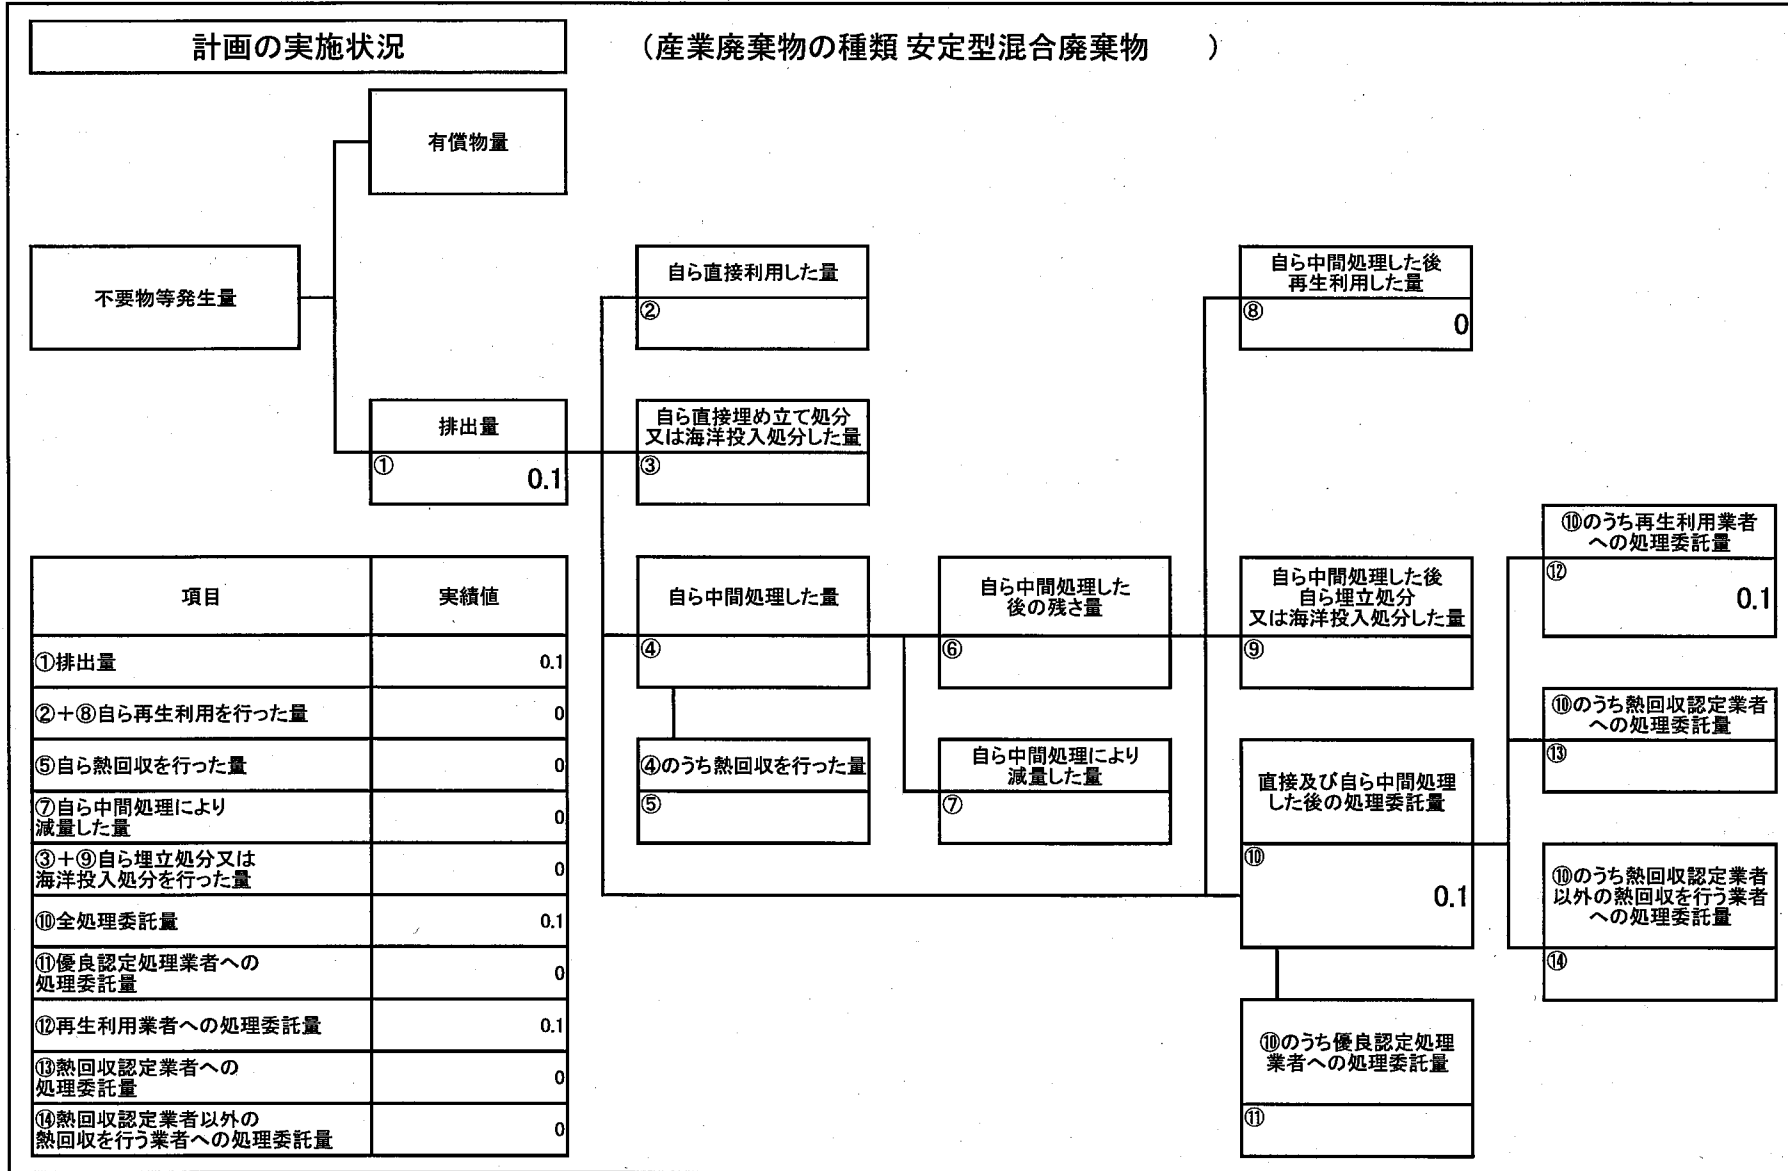 計画の実施状況
（産業廃棄物の種類 安定型混合廃棄物　　）
有償物量
不要物等発生量
排出量
①
0.1
自ら直接利用した量
②
自ら直接埋め立て処分
又は海洋投入処分した量
③
自ら中間処理した量
④
④のうち熱回収を行った量
⑤
自ら中間処理した
後の残さ量
⑥
自ら中間処理により
減量した量
⑦
自ら中間処理した後
再生利用した量
⑧
0
自ら中間処理した後
自ら埋立処分
又は海洋投入処分した量
⑨
直接及び自ら中間処理
した後の処理委託量
⑩
0.1
⑩のうち優良認定処理
業者への処理委託量
⑪
⑩のうち再生利用業者
への処理委託量
⑫
0.1
⑩のうち熱回収認定業者
への処理委託量
⑬
⑩のうち熱回収認定業者
以外の熱回収を行う業者
への処理委託量
⑭
項目 実績値
①排出量 0.1
②＋⑧自ら再生利用を行った量 0
⑤自ら熱回収を行った量 0
⑦自ら中間処理により
減量した量 0
③＋⑨自ら埋立処分又は
海洋投入処分を行った量 0
⑩全処理委託量 0.1
⑪優良認定処理業者への
処理委託量 0
⑫再生利用業者への処理委託量 0.1
⑬熱回収認定業者への
処理委託量 0
⑭熱回収認定業者以外の
熱回収を行う業者への処理委託量 0